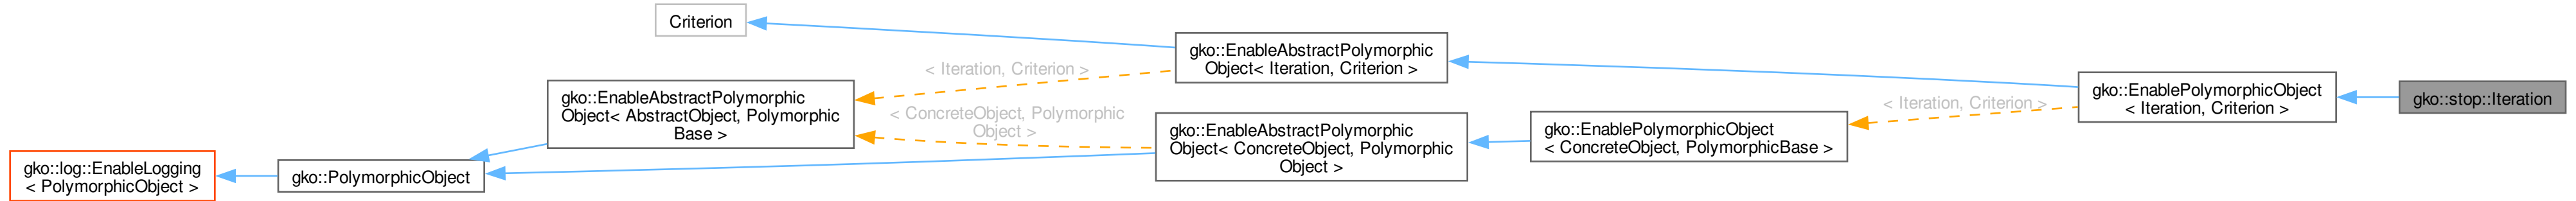 Criterion
gko::EnableAbstractPolymorphic
Object< Iteration, Criterion >
< Iteration, Criterion >
gko::EnableAbstractPolymorphic
Object< AbstractObject, Polymorphic
Base >
< ConcreteObject, Polymorphic
Object >
gko::EnablePolymorphicObject
< Iteration, Criterion >
gko::stop::Iteration
< Iteration, Criterion >
gko::EnablePolymorphicObject
< ConcreteObject, PolymorphicBase >
gko::EnableAbstractPolymorphic
Object< ConcreteObject, Polymorphic
Object >
gko::log::EnableLogging
< PolymorphicObject >
gko::PolymorphicObject